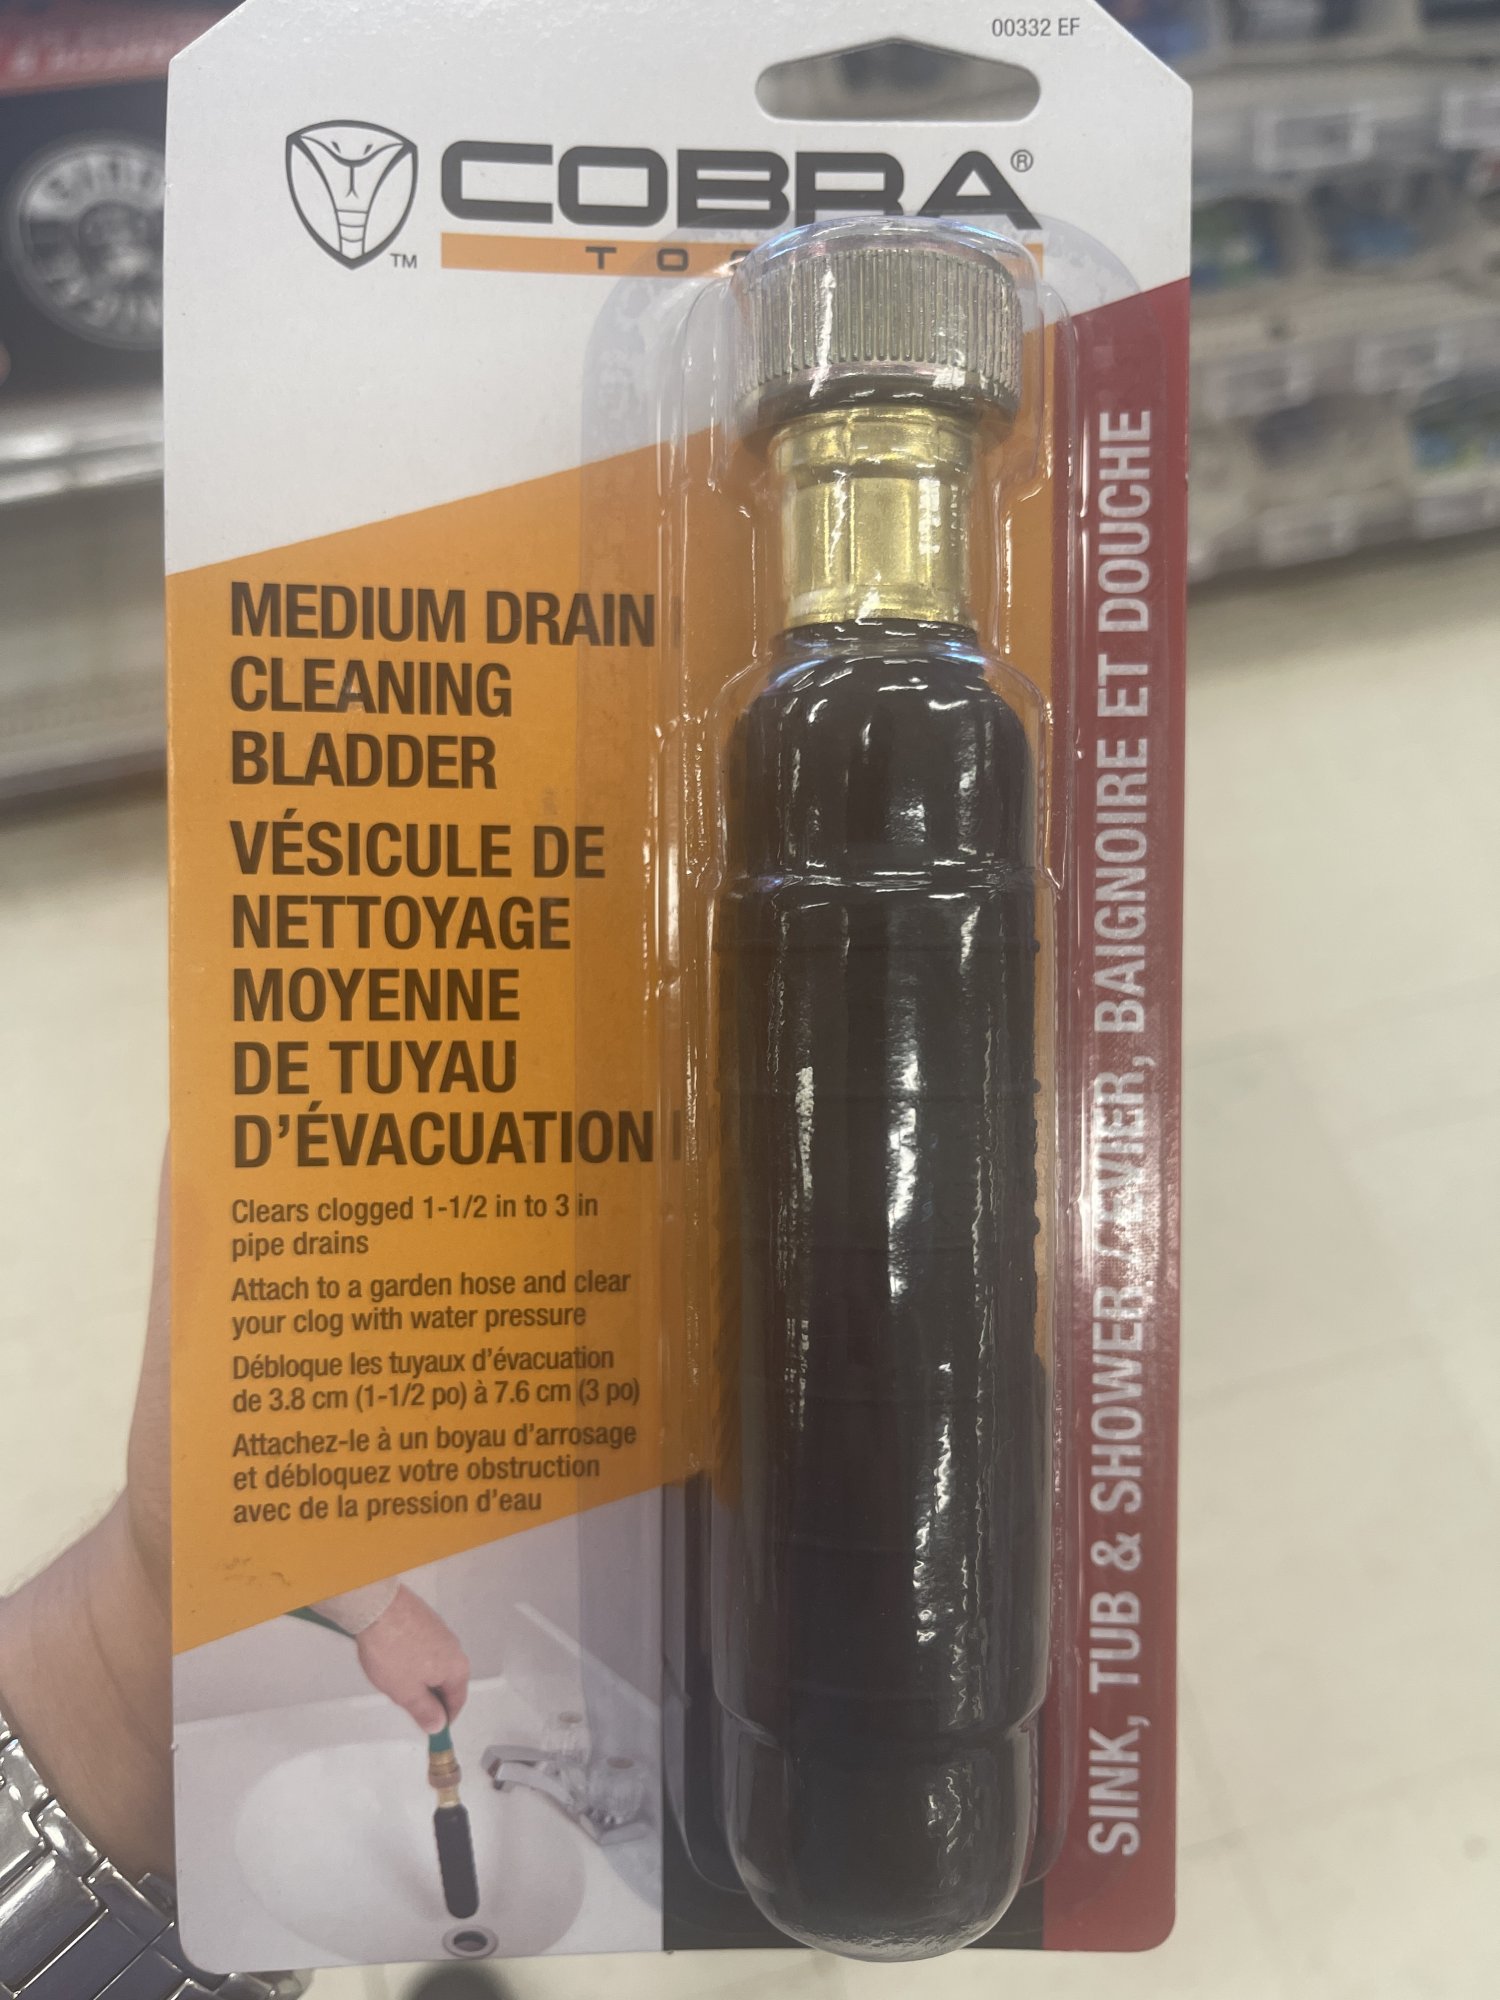 00332 EF
COBRA®
TM
MEDIUM DRAIN
CLEANING
BLADDER
VÉSICULE DE
NETTOYAGE
MOYENNE
DE TUYAU
D'ÉVACUATION
Clears clogged 1-1/2 in to 3 in
pipe drains
Attach to a garden hose and clear
your clog with water pressure
Débloque les tuyaux d'évacuation
de 3.8 cm (1-1/2 po) à 7.6 cm (3 po)
Attachez-le à un boyau d'arrosage
et débloquez votre obstruction
avec de la pression d'eau
SINK, TUB & SHOWER / ÉVIER, BAIGNOIRE ET DOUCHE